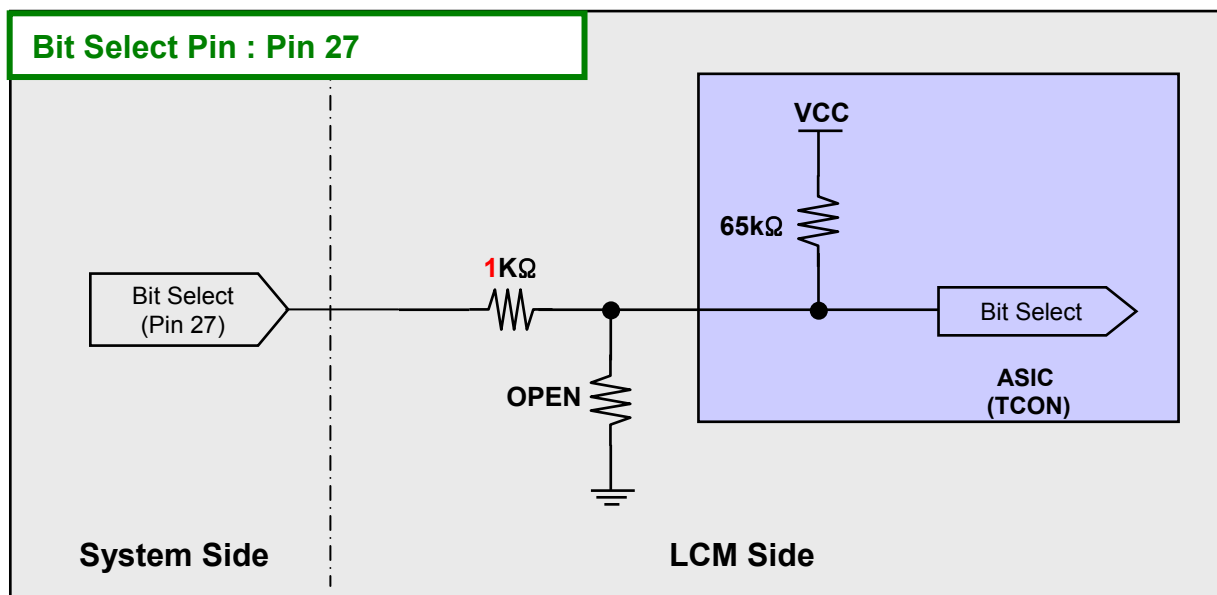 Bit Select Pin : Pin 27
VCC
65kΩ
1KΩ
Bit Select
(Pin 27)
Bit Select
OPEN
ASIC
(TCON)
System Side
LCM Side